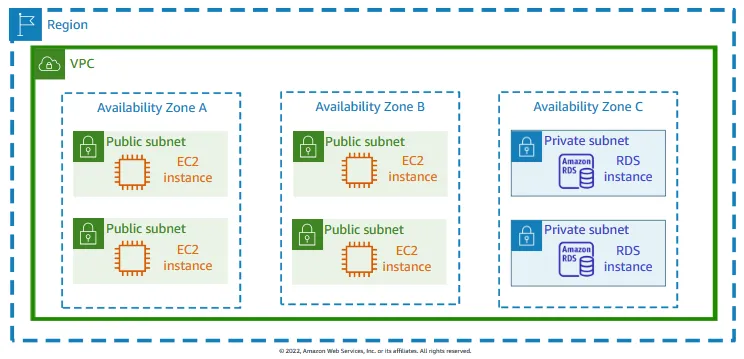 Region
VPC
Availability Zone A
Public subnet
EC2
instance
Public subnet
EC2
instance
Availability Zone B
Public subnet
EC2
instance
Public subnet
EC2
instance
Availability Zone C
Private subnet
Amazon
RDS
RDS
instance
Private subnet
Amazon
RDS
RDS
instance
© 2023, Amazon Web Services, Inc. or its affiliates. All rights reserved.